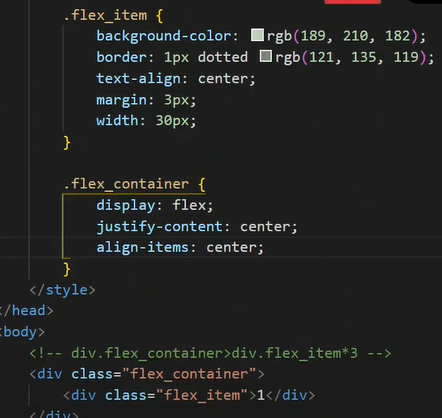 .flex_item {
background-color: rgb(189, 210, 182);
border: 1px dotted rgb(121, 135, 119);
text-align: center;
margin: 3px;
width: 30px;
}
.flex_container {
display: flex;
justify-content: center;
align-items: center;
}
</style>
</head>
<body>
<!-- div.flex_container>div.flex_item*3 -->
<div class="flex_container">
<div class="flex_item">1</div>
</div>